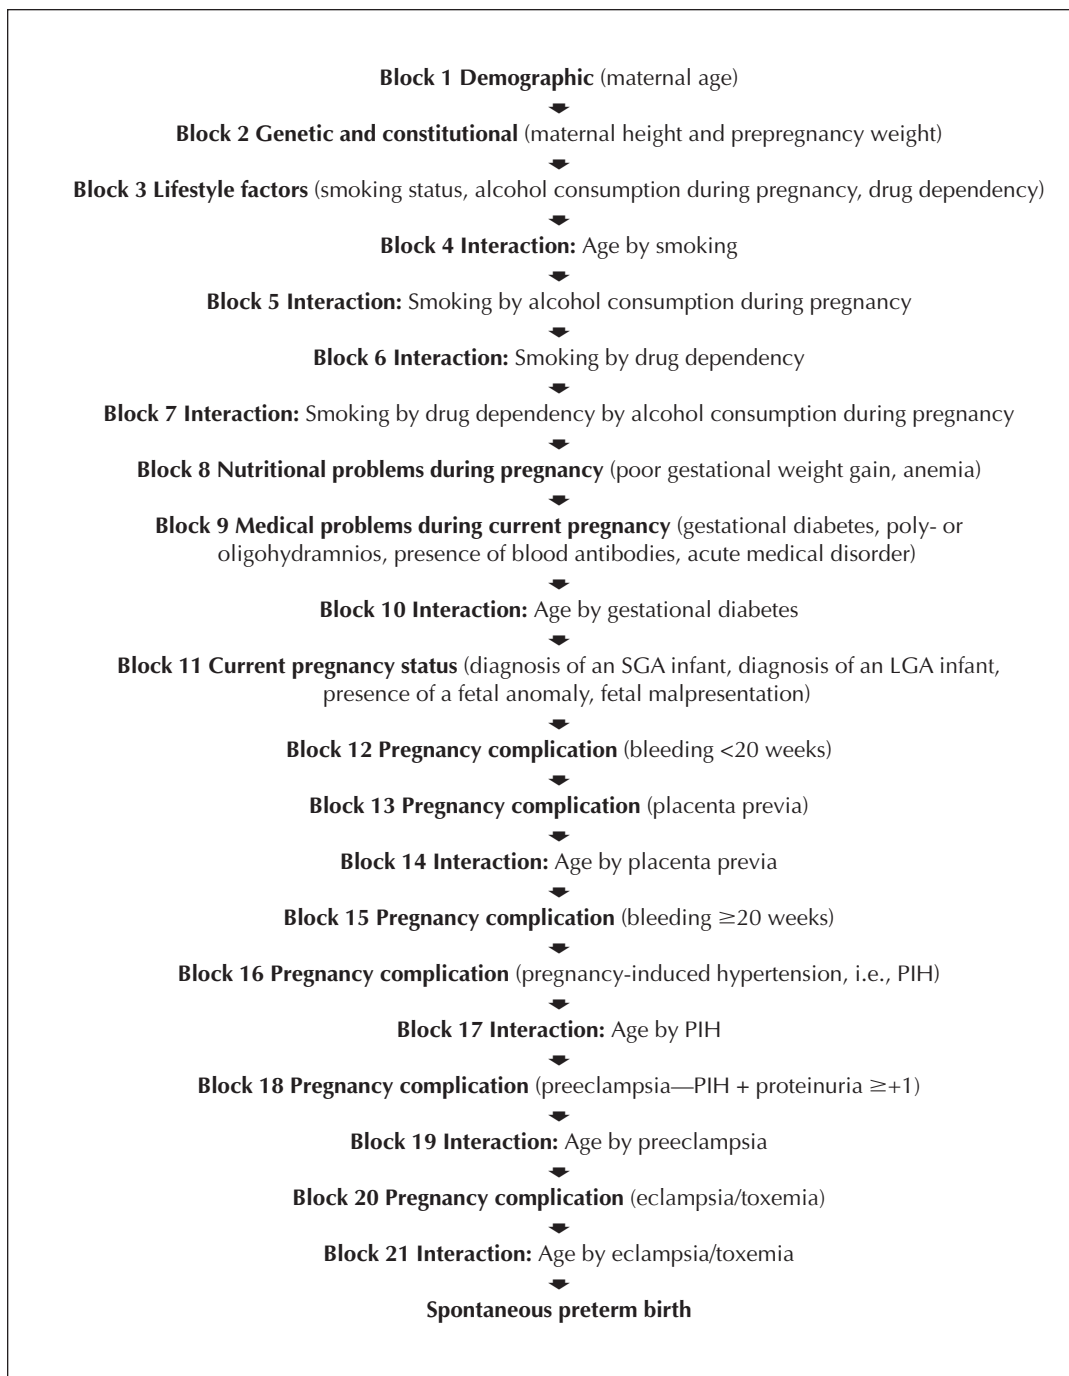 Block 1 Demographic (maternal age)
Block 2 Genetic and constitutional (maternal height and prepregnancy weight)
Block 3 Lifestyle factors (smoking status, alcohol consumption during pregnancy, drug dependency)
Block 4 Interaction: Age by smoking
Block 5 Interaction: Smoking by alcohol consumption during pregnancy
Block 6 Interaction: Smoking by drug dependency
Block 7 Interaction: Smoking by drug dependency by alcohol consumption during pregnancy
Block 8 Nutritional problems during pregnancy (poor gestational weight gain, anemia)
Block 9 Medical problems during current pregnancy (gestational diabetes, poly- or
oligohydramnios, presence of blood antibodies, acute medical disorder)
Block 10 Interaction: Age by gestational diabetes
Block 11 Current pregnancy status (diagnosis of an SGA infant, diagnosis of an LGA infant,
presence of a fetal anomaly, fetal malpresentation)
Block 12 Pregnancy complication (bleeding <20 weeks)
Block 13 Pregnancy complication (placenta previa)
Block 14 Interaction: Age by placenta previa
Block 15 Pregnancy complication (bleeding ≥20 weeks)
Block 16 Pregnancy complication (pregnancy-induced hypertension, i.e., PIH)
Block 17 Interaction: Age by PIH
Block 18 Pregnancy complication (preeclampsia—PIH + proteinuria ≥+1)
Block 19 Interaction: Age by preeclampsia
Block 20 Pregnancy complication (eclampsia/toxemia)
Block 21 Interaction: Age by eclampsia/toxemia
Spontaneous preterm birth